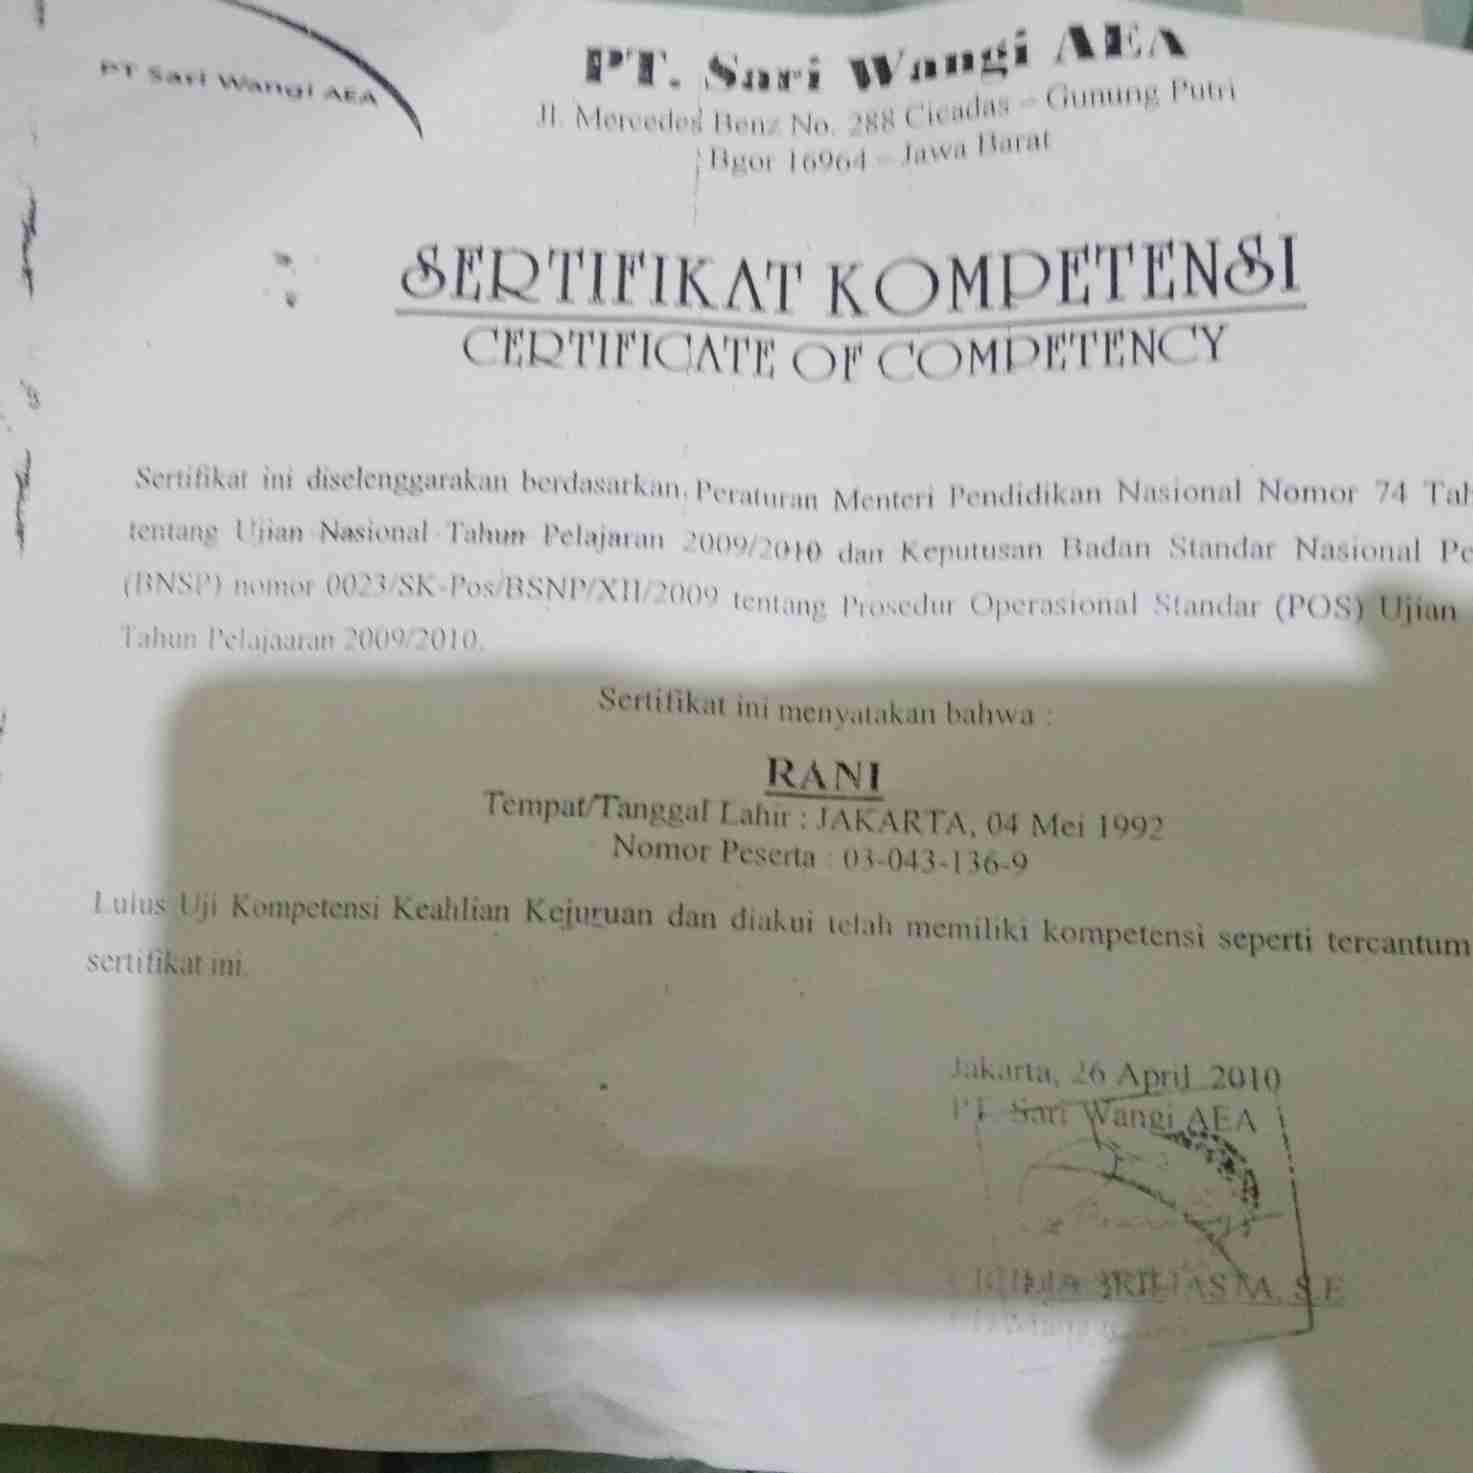 PT Sari Wangi AEA
PT. Sari Wangi AEA
Jl. Mercedes Benz No. 288 Cicadas – Gunung Putri
Bgor 16964 – Jawa Barat
SERTIFIKAT KOMPETENSI
CERTIFICATE OF COMPETENCY
Sertifikat ini diselenggarakan berdasarkan Peraturan Menteri Pendidikan Nasional Nomor 74 Tah
tentang Ujian Nasional Tahun Pelajaran 2009/2010 dan Keputusan Badan Standar Nasional Pe
(BNSP) nomor 0023/SK-Pos/BSNP/XII/2009 tentang Prosedur Operasional Standar (POS) Ujian
Tahun Pelajaaran 2009/2010.
Sertifikat ini menyatakan bahwa :
RANI
Tempat/Tanggal Lahir : JAKARTA, 04 Mei 1992
Nomor Peserta : 03-043-136-9
Lulus Uji Kompetensi Keahlian Kejuruan dan diakui telah memiliki kompetensi seperti tercantum
sertifikat ini.
Jakarta, 26 April 2010
PT. Sari Wangi AEA
S.E